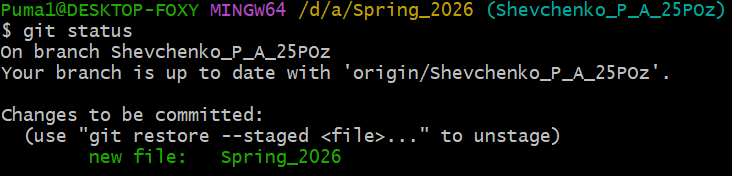 Puma1@DESKTOP-FOXY MINGW64 /d/a/Spring_2026 (Shevchenko_P_A_25POz)
$ git status
On branch Shevchenko_P_A_25POz
Your branch is up to date with 'origin/Shevchenko_P_A_25POz'.
Changes to be committed:
(use "git restore --staged <file>..." to unstage)
new file:   Spring_2026